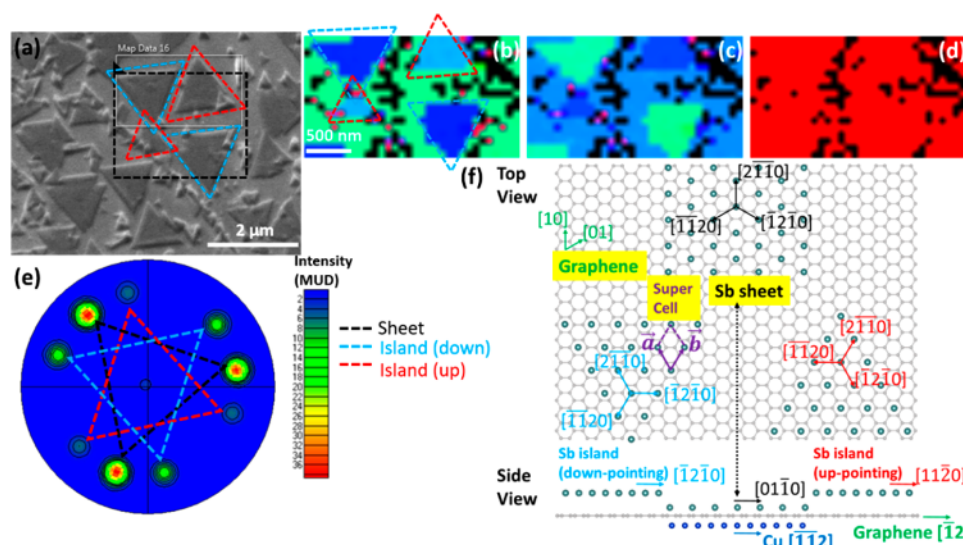 (a)
Map Data 16
2 μm
(b)
500 nm
(c)
(d)
(e)
Intensity
(MUD)
2
4
6
8
10
12
14
16
18
20
22
24
26
28
30
32
34
36
Sheet
Island (down)
Island (up)
(f)
Top
View
[10]
[01]
Graphene
[21̅1̅0]
[1̅1̅20]
[1̅21̅0]
Super
Cell
Sb sheet
a⃗
b⃗
[21̅1̅0]
[1̅21̅0]
[1̅1̅20]
[21̅1̅0]
[1̅1̅20]
[1̅21̅0]
Sb island
(down-pointing)
Sb island
(up-pointing)
Side
View
[1̅21̅0]
[011̅0]
[112̅0]
Graphene [1̅2
Cu [1̅1̅2]